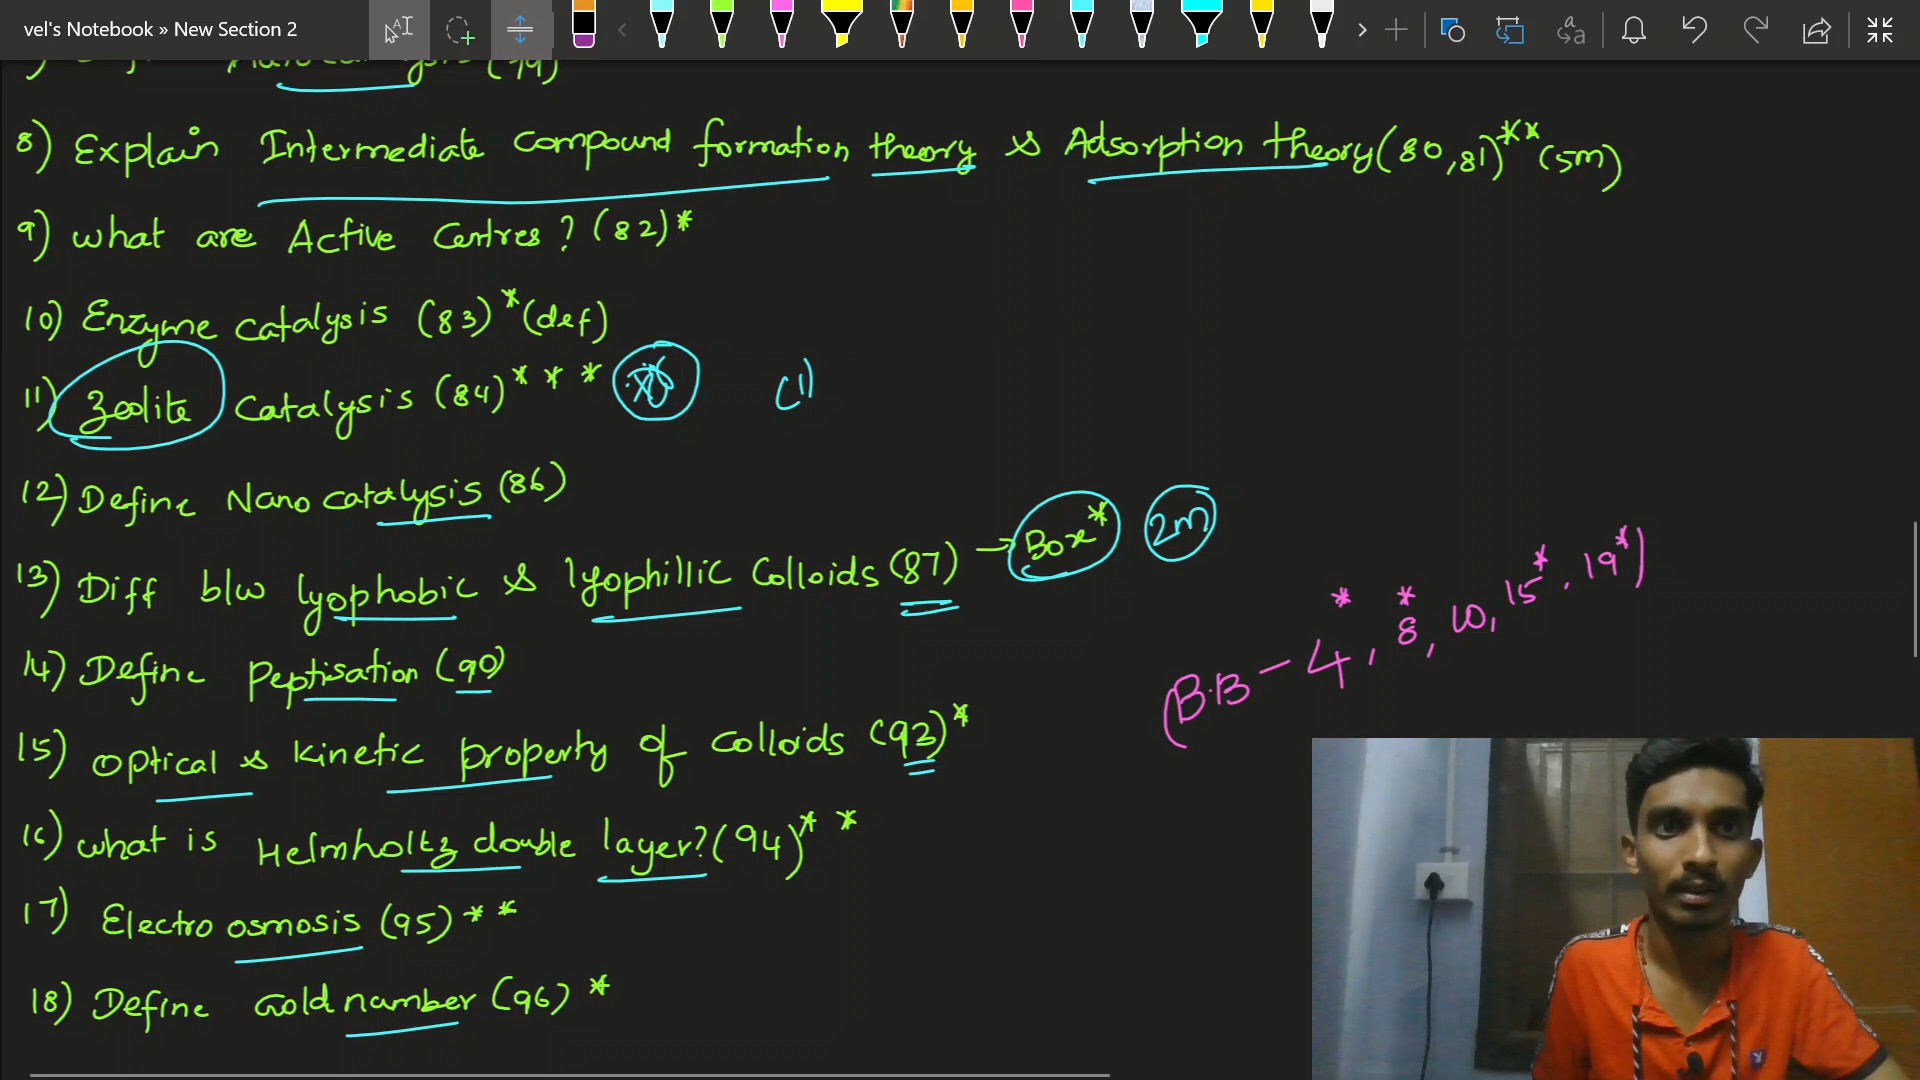 vel's Notebook » New Section 2
8) Explain Intermediate compound formation theory & Adsorption theory (80,81)** (5m)
9) what are Active Centres? (82)*
10) Enzyme catalysis (83)* (def)
11) Zeolite Catalysis (84)***
12) Define Nano catalysis (86)
13) Diff b/w lyophobic & lyophillic Colloids (87) → Box* 2m
14) Define Peptisation (90)
(B.B - 4*, 8*, 10, 15*, 19*)
15) Optical & kinetic property of Colloids (93)*
16) what is Helmholtz double layer? (94)**
17) Electro osmosis (95)**
18) Define Gold number (96)*